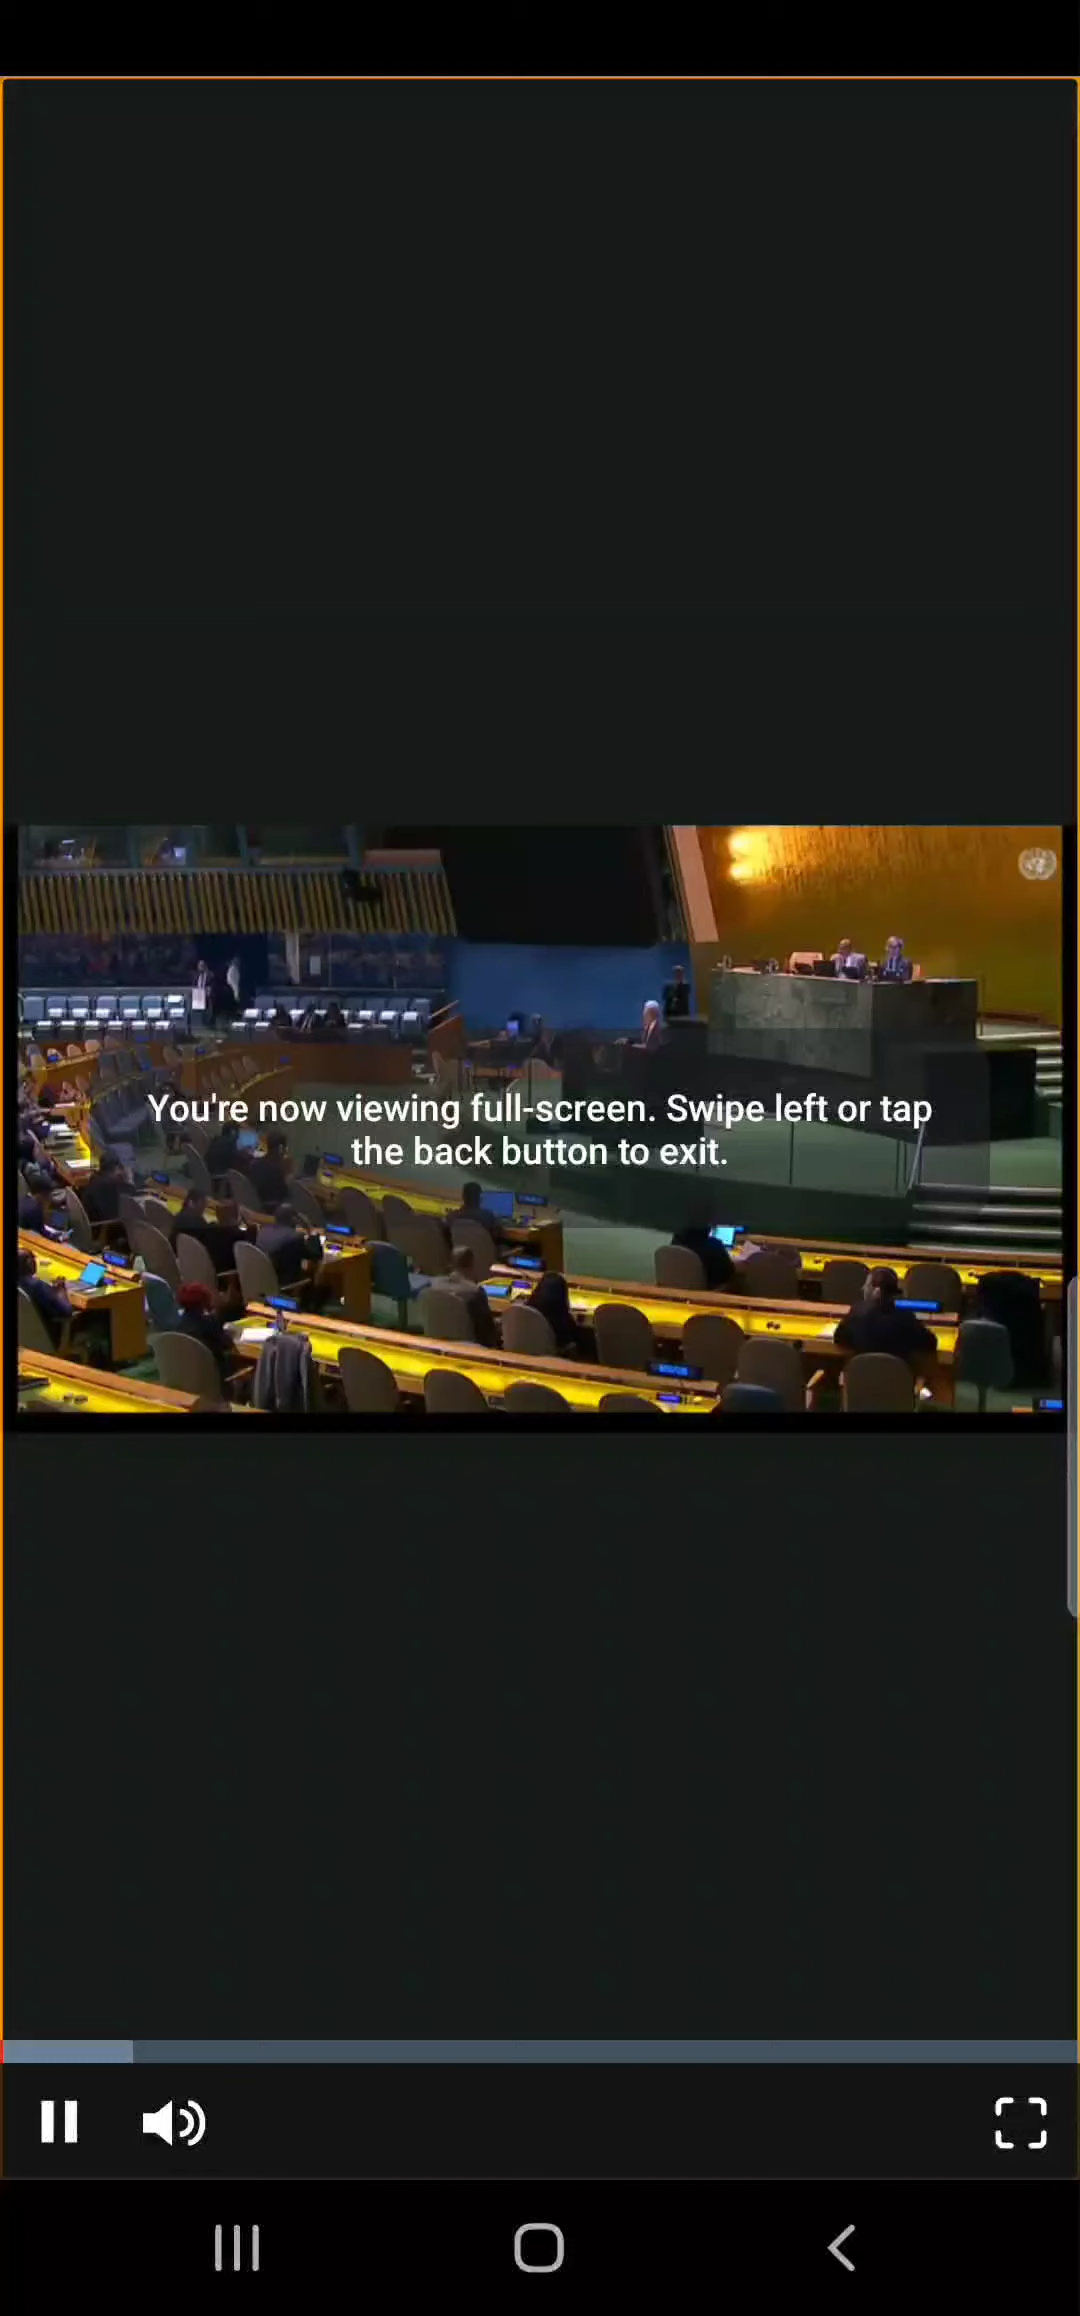 You're now viewing full-screen. Swipe left or tap
the back button to exit.